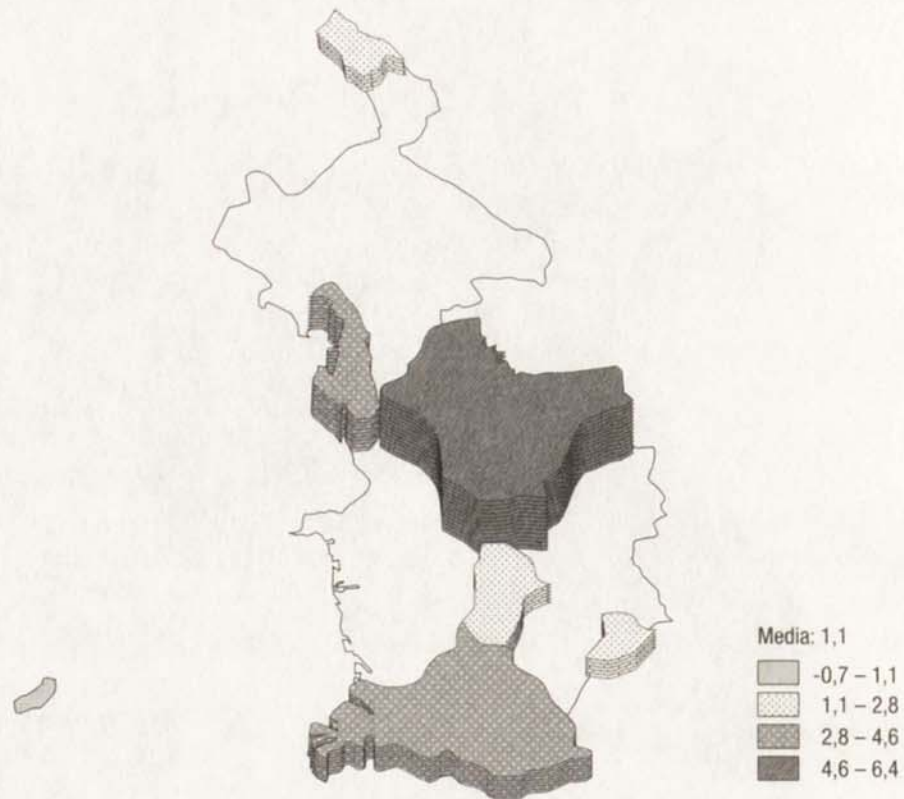 Media: 1,1
-0,7 – 1,1
1,1 – 2,8
2,8 – 4,6
4,6 – 6,4